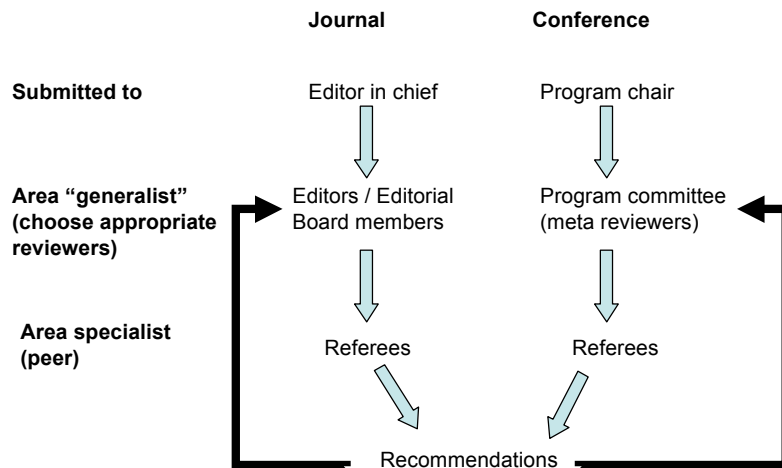 Journal Conference
Submitted to Editor in chief Program chair
Area “generalist” Editors / Editorial Program committee
(choose appropriate Board members (meta reviewers)
reviewers)
Area specialist
(peer) Referees Referees
Recommendations